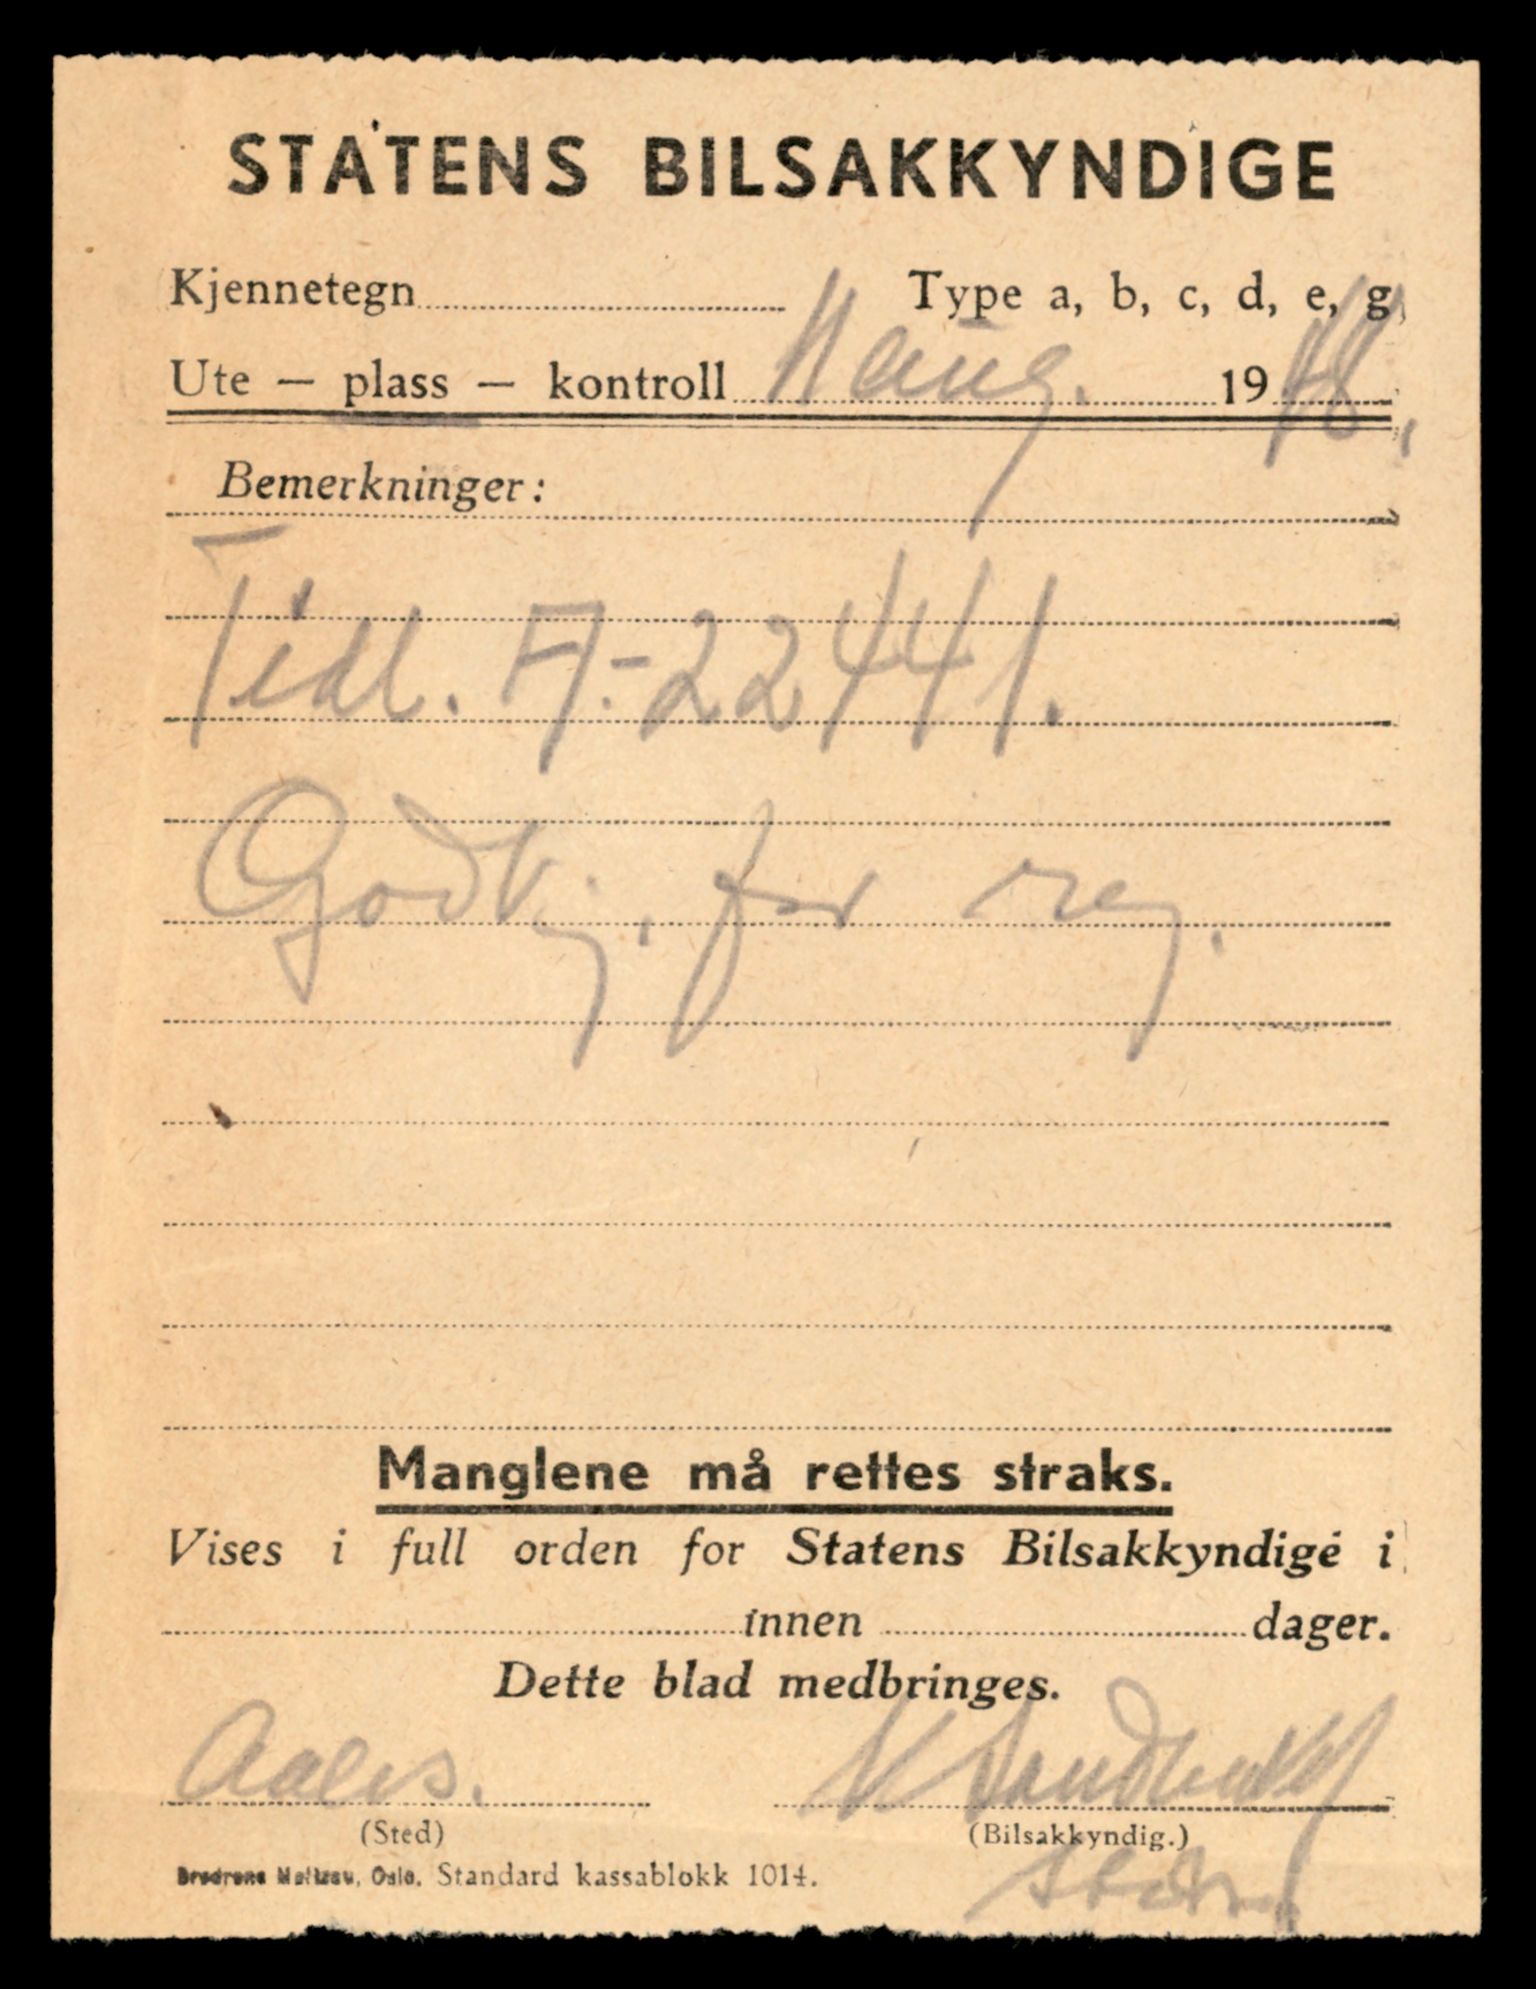 STATENS BILSAKKYNDIGE
Kjennetegn Type a, b, c, d, e, g
Ute — plass — kontroll 11 aug. 1948.
Bemerkninger:
Tidl. A.-22441.
Godkj. for reg.
Manglene må rettes straks.
Vises i full orden for Statens Bilsakkyndige i
innen dager.
Dette blad medbringes.
Aales.
(Sted) (Bilsakkyndig.)
Brødrene Oslo. Standard kassablokk 1014.